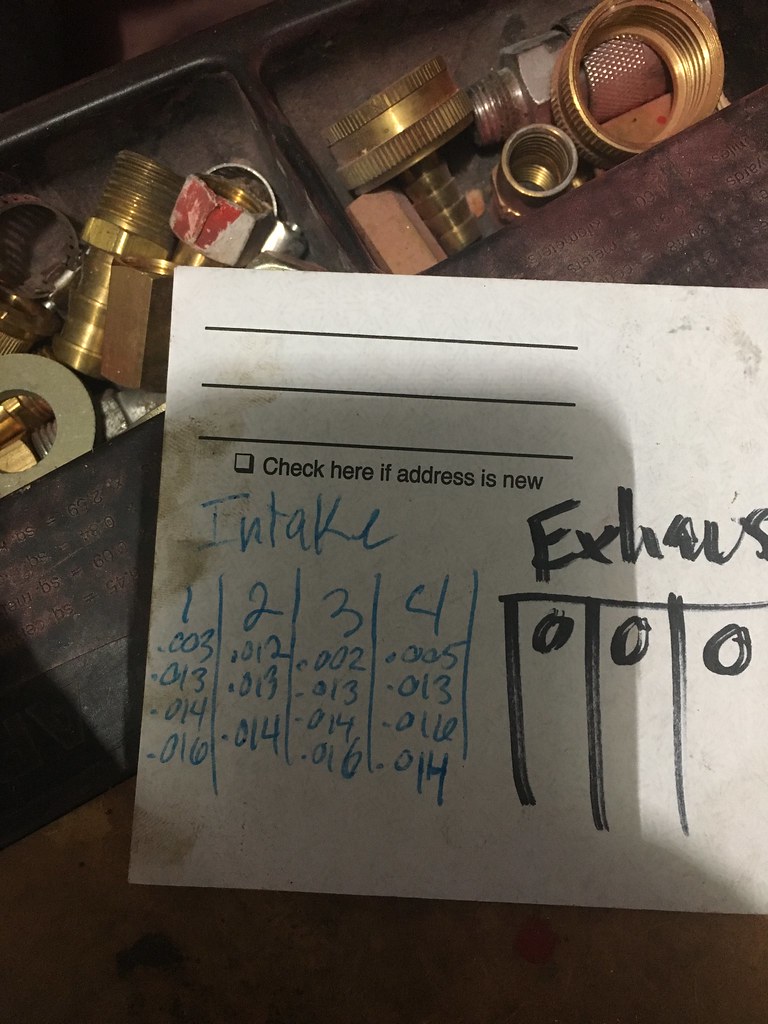 Check here if address is new
Intake
Exhaus
1 2 3 4
0 0 0
.003 .012 .002 .005
.013 .013 .013 .013
.014 .014 .014 .016
.016 .016 .014